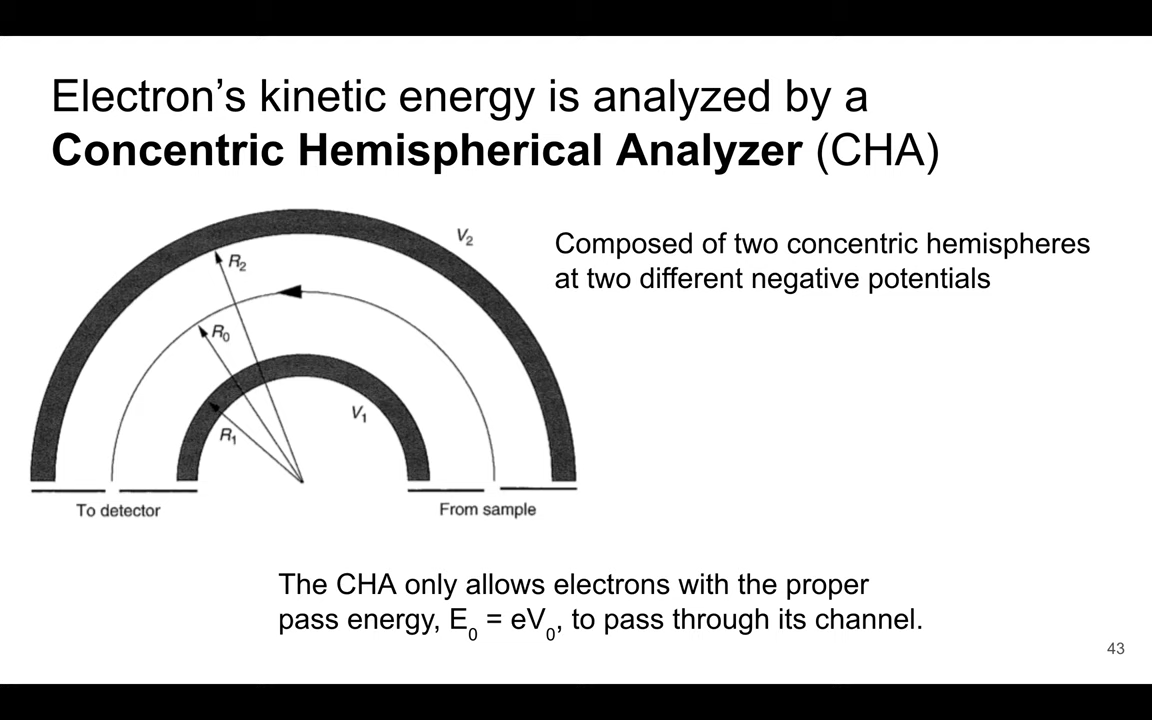 Electron’s kinetic energy is analyzed by a
Concentric Hemispherical Analyzer (CHA)
V2
R2
R0
V1
R1
To detector
From sample
Composed of two concentric hemispheres
at two different negative potentials
The CHA only allows electrons with the proper
pass energy, E0 = eV0, to pass through its channel.
43